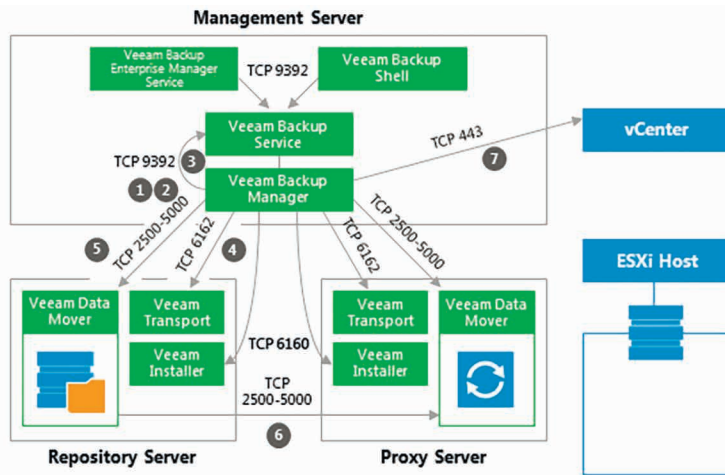 Management Server
Veeam Backup
Enterprise Manager
Service
TCP 9392
Veeam Backup
Shell
Veeam Backup
Service
TCP 9392
3
1
2
Veeam Backup
Manager
TCP 443
7
vCenter
5
TCP 2500-5000
TCP 6162
4
TCP 6162
TCP 2500-5000
ESXi Host
Veeam Data
Mover
Veeam
Transport
Veeam
Installer
TCP 6160
Veeam
Transport
Veeam
Installer
Veeam Data
Mover
TCP
2500-5000
6
Repository Server
Proxy Server